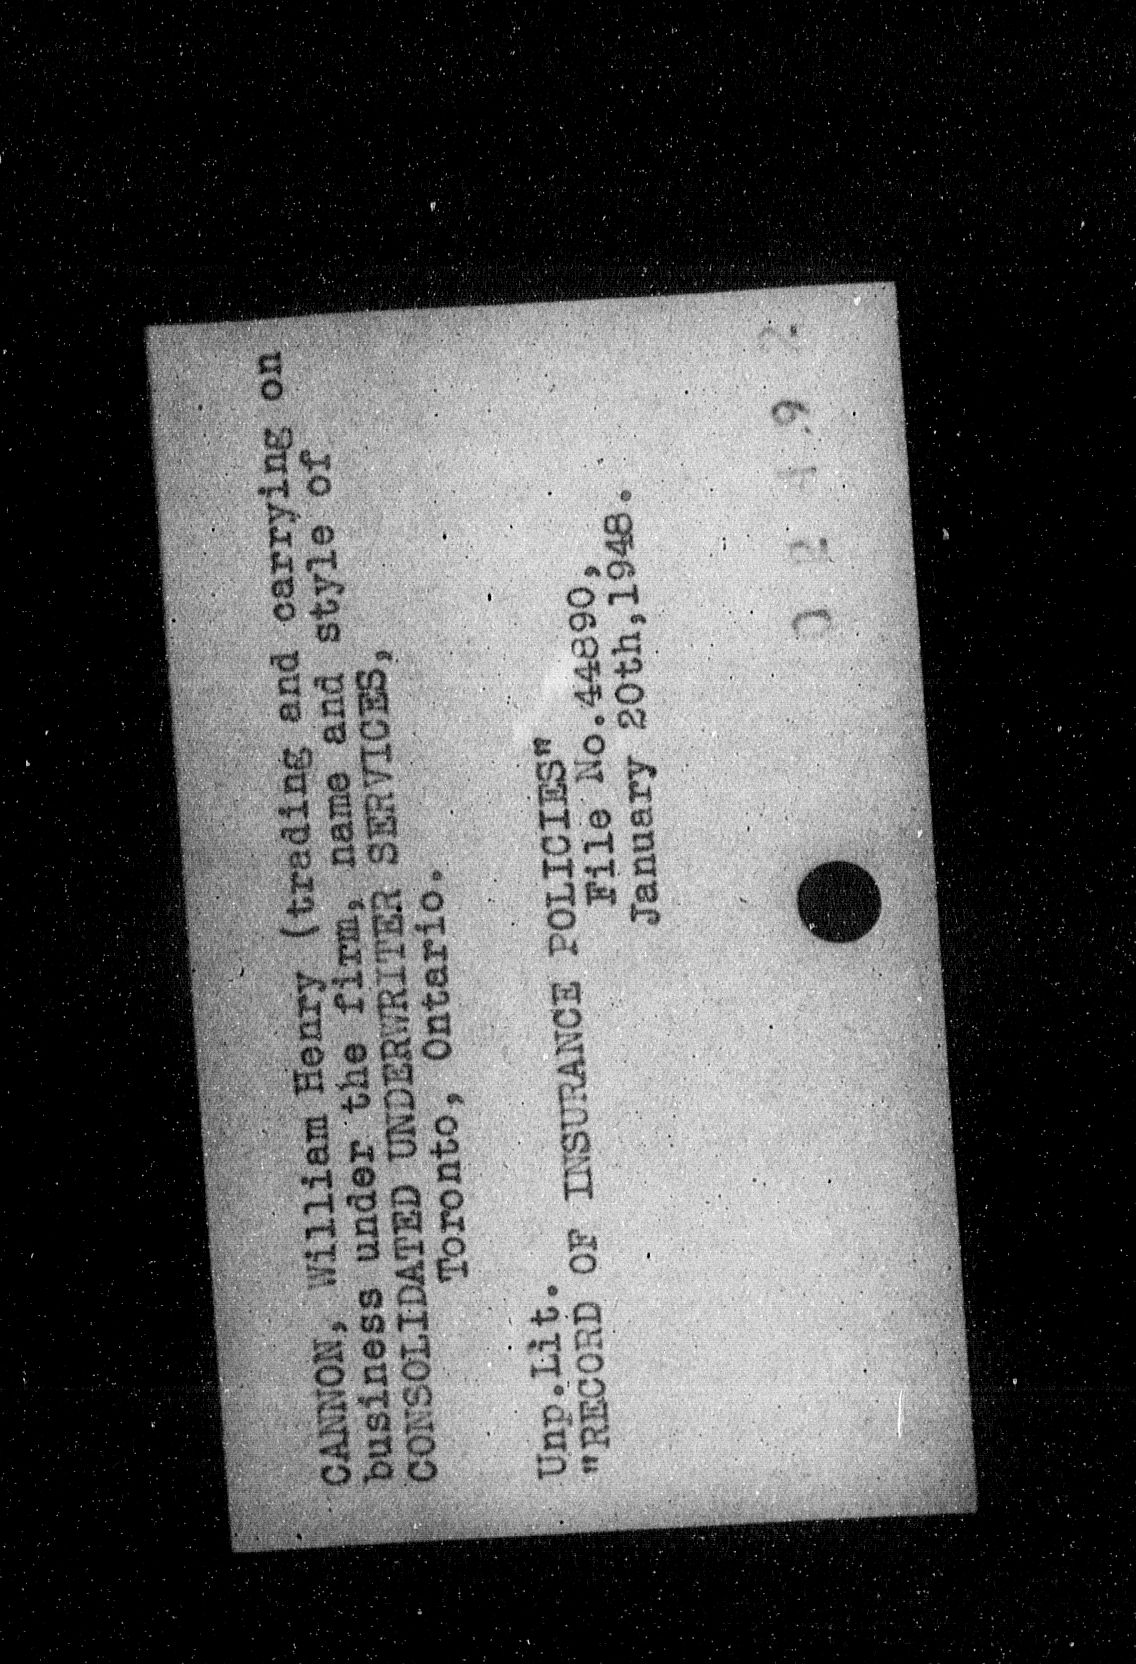 CANNON, William Henry (trading and carrying on
business under the firm, name and style of
CONSOLIDATED UNDERWRITER SERVICES,
Toronto, Ontario.
Unp.Lit.
"RECORD OF INSURANCE POLICIES"
File No.44890,
January 20th,1948.